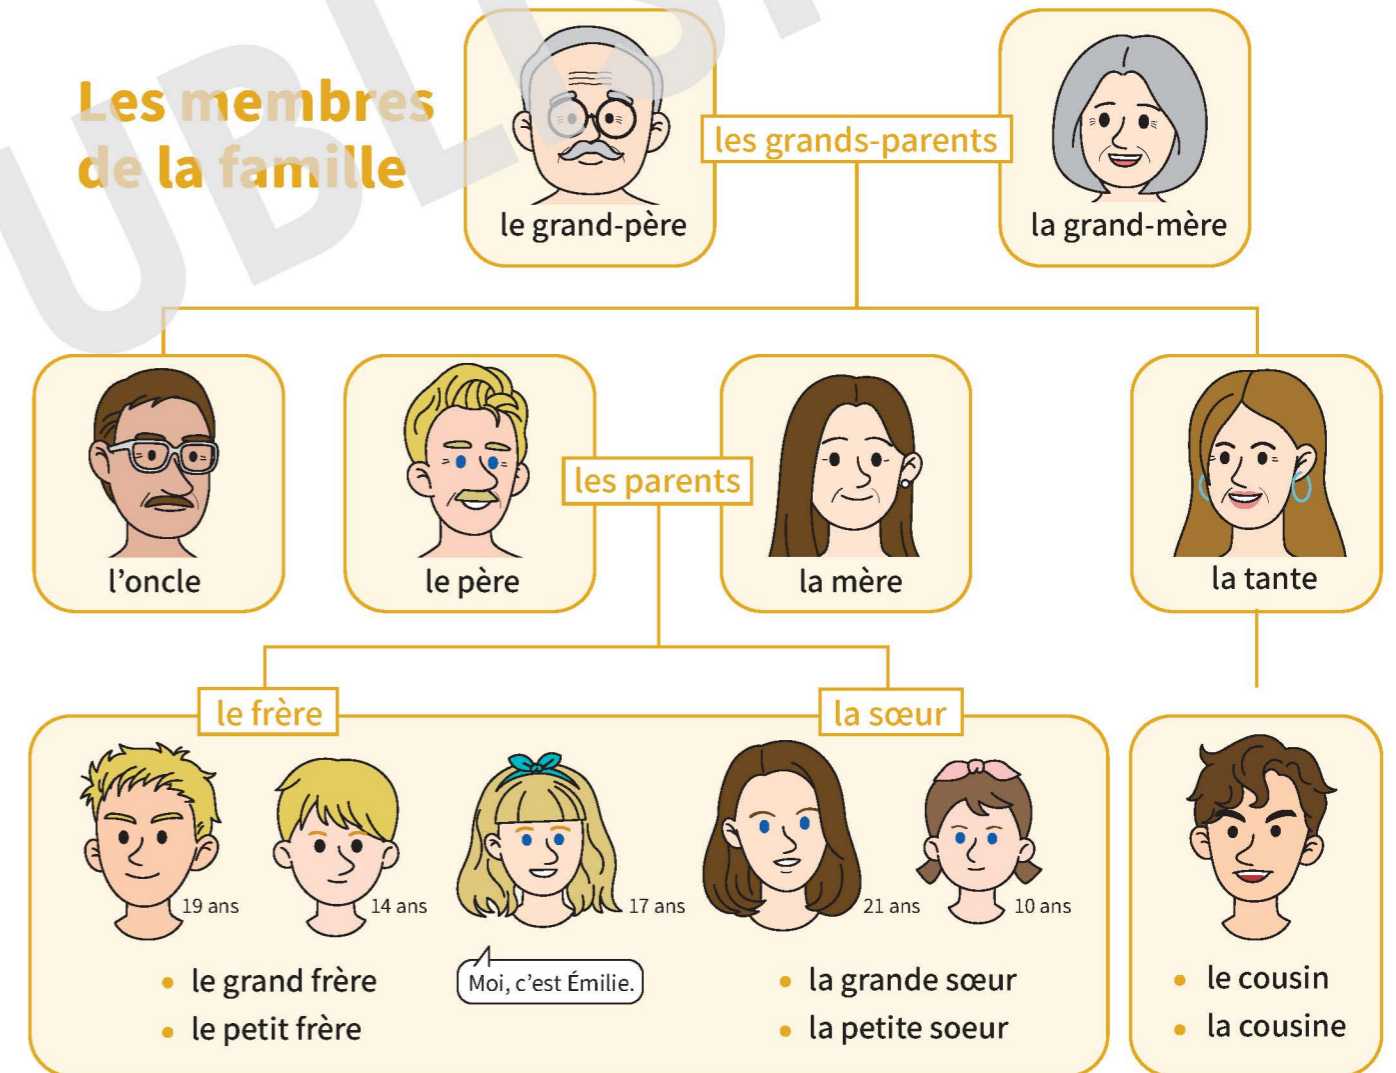 Les membres
de la famille
les grands-parents
le grand-père
la grand-mère
les parents
l'oncle
le père
la mère
la tante
le frère
la sœur
19 ans
14 ans
17 ans
21 ans
10 ans
Moi, c'est Émilie.
• le grand frère
• le petit frère
• la grande sœur
• la petite soeur
• le cousin
• la cousine